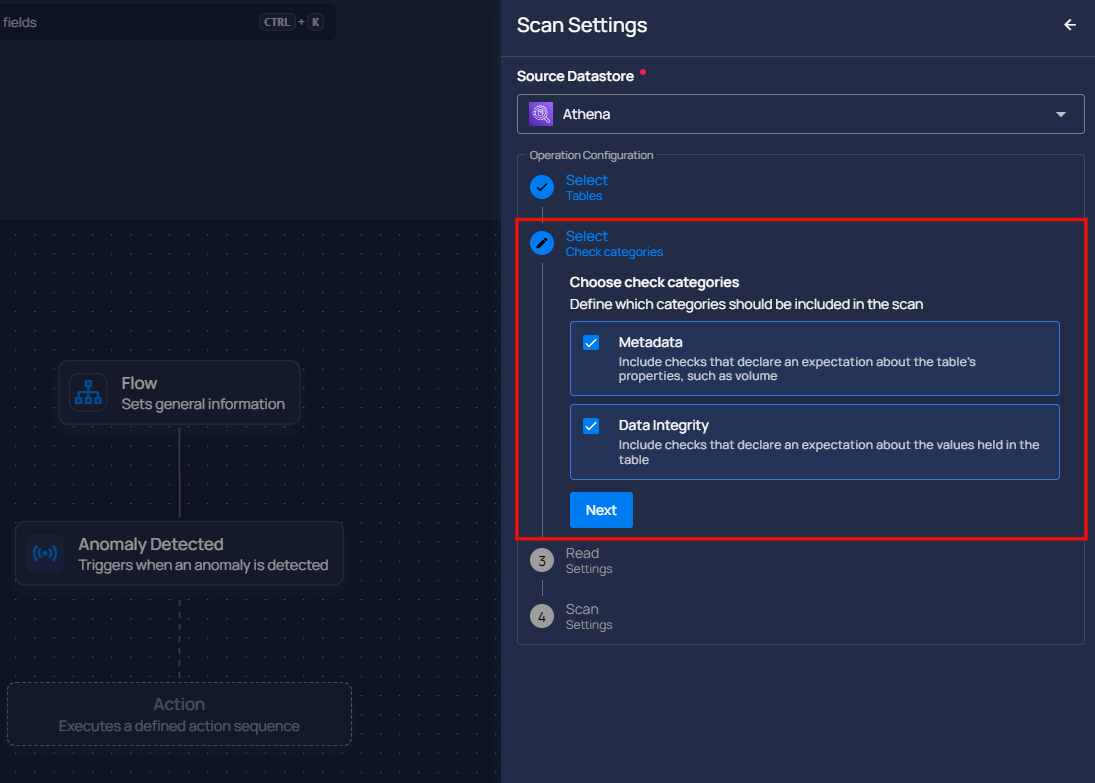 fields
CTRL + K
Scan Settings
Source Datastore
Athena
Operation Configuration
Select
Tables
Select
Check categories
Choose check categories
Define which categories should be included in the scan
Metadata
Include checks that declare an expectation about the table's
properties, such as volume
Data Integrity
Include checks that declare an expectation about the values held in the
table
Next
3
Read
Settings
4
Scan
Settings
Flow
Sets general information
Anomaly Detected
Triggers when an anomaly is detected
Action
Executes a defined action sequence